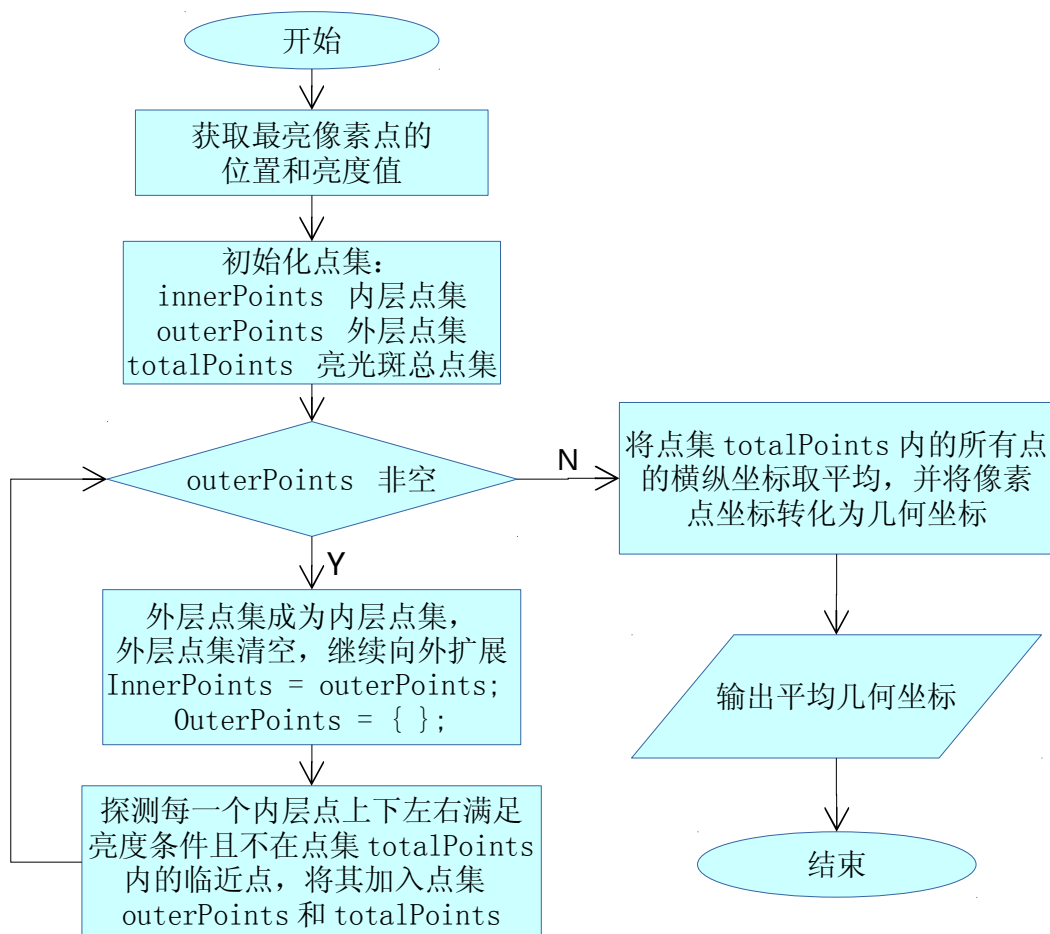 开始
获取最亮像素点的
位置和亮度值
初始化点集：
innerPoints 内层点集
outerPoints 外层点集
totalPoints 亮光斑总点集
outerPoints 非空
N
Y
外层点集成为内层点集，
外层点集清空，继续向外扩展
InnerPoints = outerPoints;
OuterPoints = { };
探测每一个内层点上下左右满足
亮度条件且不在点集 totalPoints
内的临近点，将其加入点集
outerPoints 和 totalPoints
将点集 totalPoints 内的所有点
的横纵坐标取平均，并将像素
点坐标转化为几何坐标
输出平均几何坐标
结束